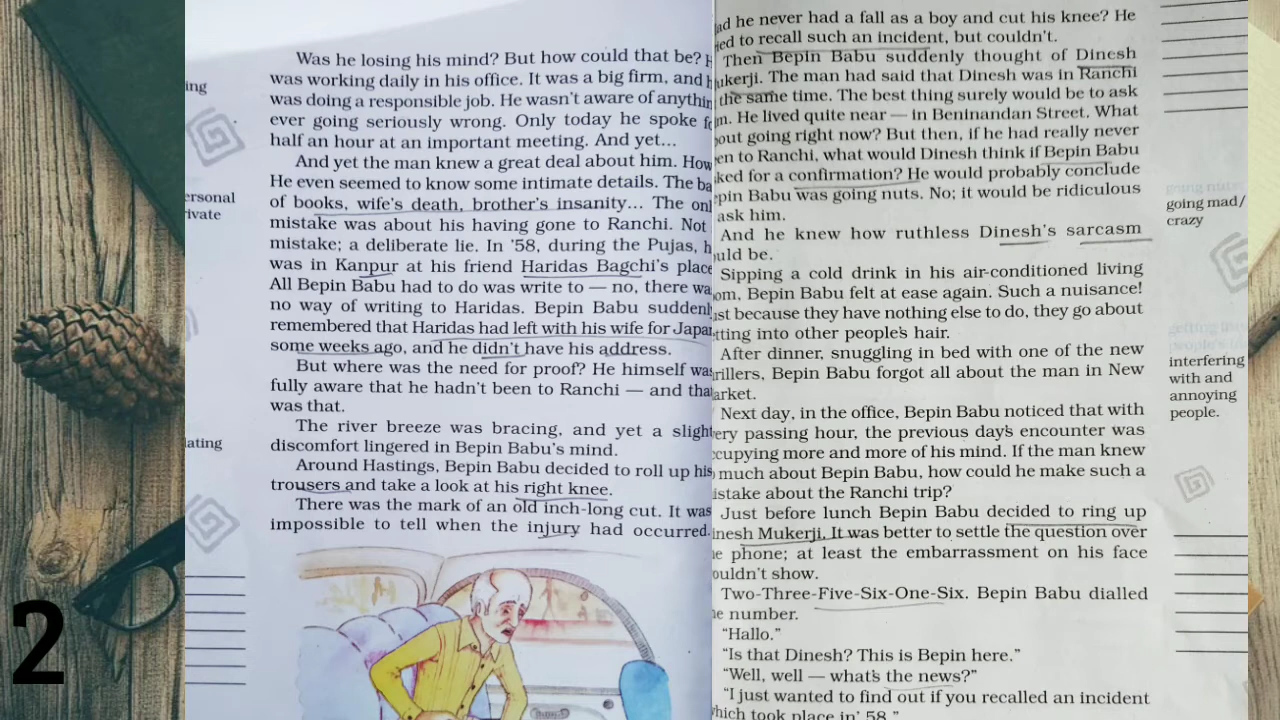 Was he losing his mind? But how could that be? H
was working daily in his office. It was a big firm, and h
was doing a responsible job. He wasn't aware of anythin
ever going seriously wrong. Only today he spoke fo
half an hour at an important meeting. And yet...
And yet the man knew a great deal about him. How
He even seemed to know some intimate details. The ba
of books, wife's death, brother's insanity... The onl
mistake was about his having gone to Ranchi. Not
mistake; a deliberate lie. In '58, during the Pujas, h
was in Kanpur at his friend Haridas Bagchi's place
All Bepin Babu had to do was write to — no, there wa
no way of writing to Haridas. Bepin Babu suddenl
remembered that Haridas had left with his wife for Japa
some weeks ago, and he didn't have his address.
But where was the need for proof? He himself was
fully aware that he hadn't been to Ranchi — and tha
was that.
The river breeze was bracing, and yet a slight
discomfort lingered in Bepin Babu's mind.
Around Hastings, Bepin Babu decided to roll up his
trousers and take a look at his right knee.
There was the mark of an old inch-long cut. It was
impossible to tell when the injury had occurred.
ing
ersonal
ivate
lating
2
ad he never had a fall as a boy and cut his knee? He
ied to recall such an incident, but couldn't.
Then Bepin Babu suddenly thought of Dinesh
ukerji. The man had said that Dinesh was in Ranchi
the same time. The best thing surely would be to ask
m. He lived quite near — in Beninandan Street. What
out going right now? But then, if he had really never
en to Ranchi, what would Dinesh think if Bepin Babu
ked for a confirmation? He would probably conclude
pin Babu was going nuts. No; it would be ridiculous
ask him.
And he knew how ruthless Dinesh's sarcasm
uld be.
Sipping a cold drink in his air-conditioned living
om, Bepin Babu felt at ease again. Such a nuisance!
ust because they have nothing else to do, they go about
tting into other people's hair.
After dinner, snuggling in bed with one of the new
rillers, Bepin Babu forgot all about the man in New
arket.
Next day, in the office, Bepin Babu noticed that with
ery passing hour, the previous day's encounter was
cupying more and more of his mind. If the man knew
much about Bepin Babu, how could he make such a
istake about the Ranchi trip?
Just before lunch Bepin Babu decided to ring up
inesh Mukerji. It was better to settle the question over
e phone; at least the embarrassment on his face
ouldn't show.
Two-Three-Five-Six-One-Six. Bepin Babu dialled
e number.
"Hallo."
"Is that Dinesh? This is Bepin here."
"Well, well — what's the news?"
"I just wanted to find out if you recalled an incident
hich took place in '58."
going nuts
going mad/
crazy
getting into
interfering
with and
annoying
people.